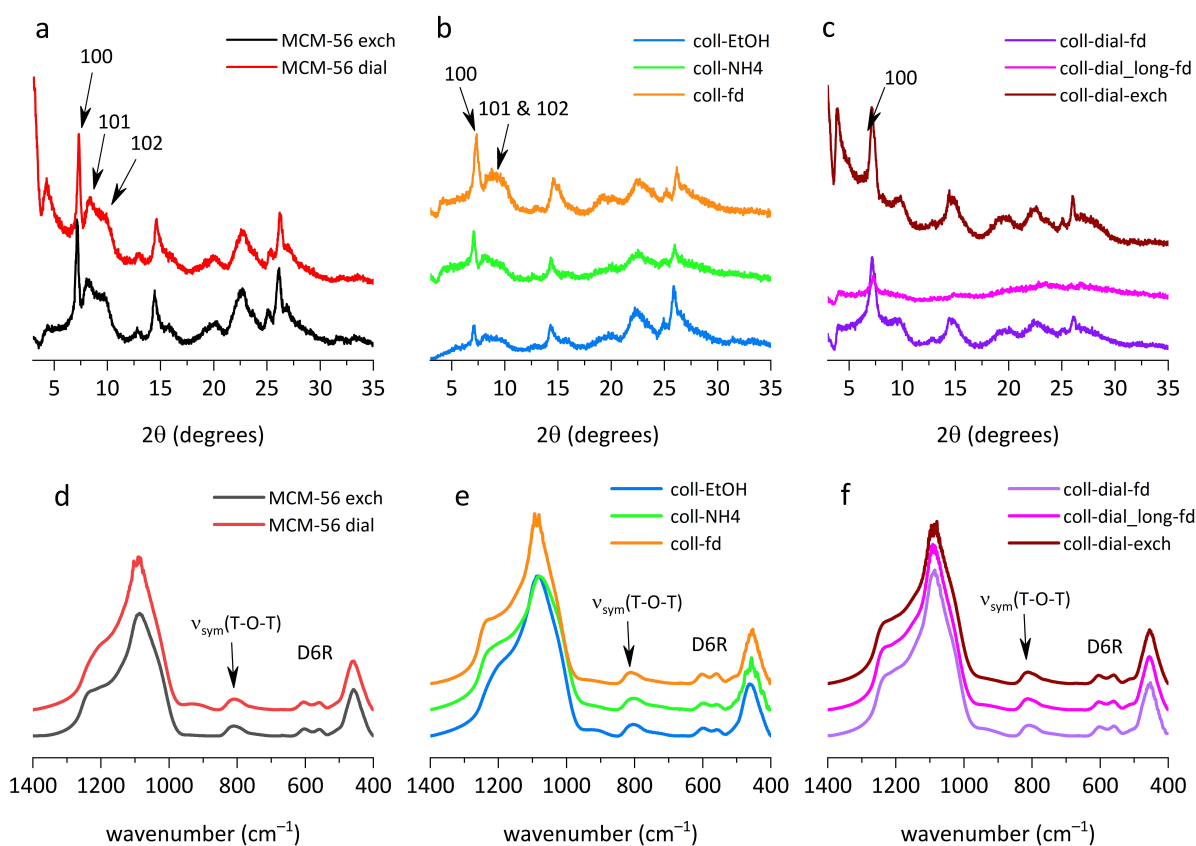 a
MCM-56 exch
MCM-56 dial
100
101
102
5 10 15 20 25 30 35
2θ (degrees)
b
coll-EtOH
coll-NH4
coll-fd
100
101 & 102
5 10 15 20 25 30 35
2θ (degrees)
c
coll-dial-fd
coll-dial_long-fd
coll-dial-exch
100
5 10 15 20 25 30 35
2θ (degrees)
d
MCM-56 exch
MCM-56 dial
νsym(T-O-T)
D6R
1400 1200 1000 800 600 400
wavenumber (cm⁻¹)
e
coll-EtOH
coll-NH4
coll-fd
νsym(T-O-T)
D6R
1400 1200 1000 800 600 400
wavenumber (cm⁻¹)
f
coll-dial-fd
coll-dial_long-fd
coll-dial-exch
νsym(T-O-T)
D6R
1400 1200 1000 800 600 400
wavenumber (cm⁻¹)